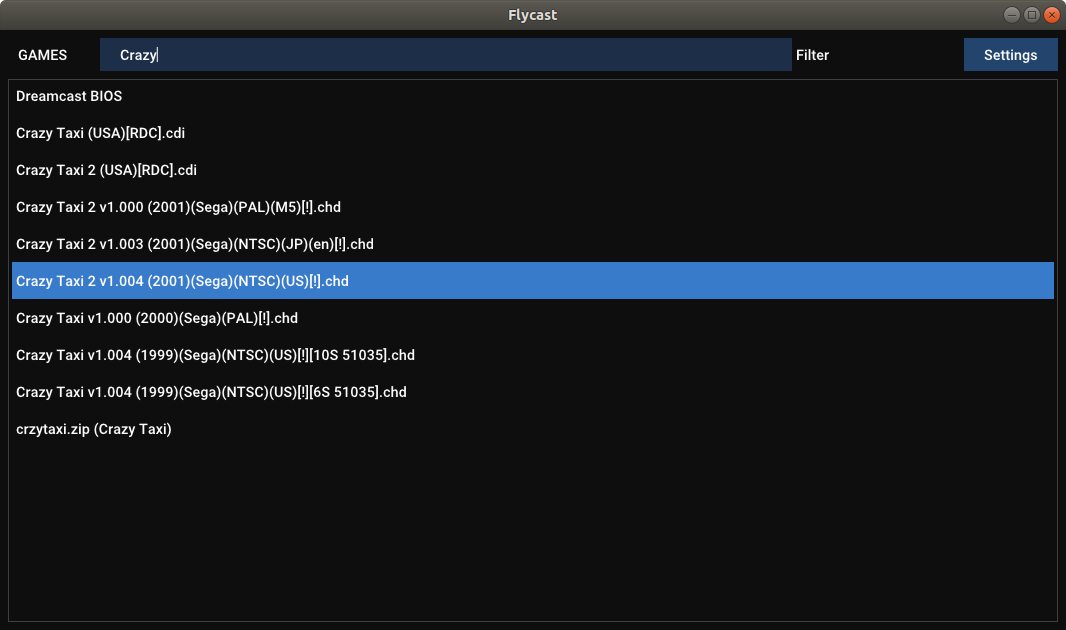 Flycast
GAMES Crazy Filter Settings
Dreamcast BIOS
Crazy Taxi (USA)[RDC].cdi
Crazy Taxi 2 (USA)[RDC].cdi
Crazy Taxi 2 v1.000 (2001)(Sega)(PAL)(M5)[!].chd
Crazy Taxi 2 v1.003 (2001)(Sega)(NTSC)(JP)(en)[!].chd
Crazy Taxi 2 v1.004 (2001)(Sega)(NTSC)(US)[!].chd
Crazy Taxi v1.000 (2000)(Sega)(PAL)[!].chd
Crazy Taxi v1.004 (1999)(Sega)(NTSC)(US)[!][10S 51035].chd
Crazy Taxi v1.004 (1999)(Sega)(NTSC)(US)[!][6S 51035].chd
crzytaxi.zip (Crazy Taxi)